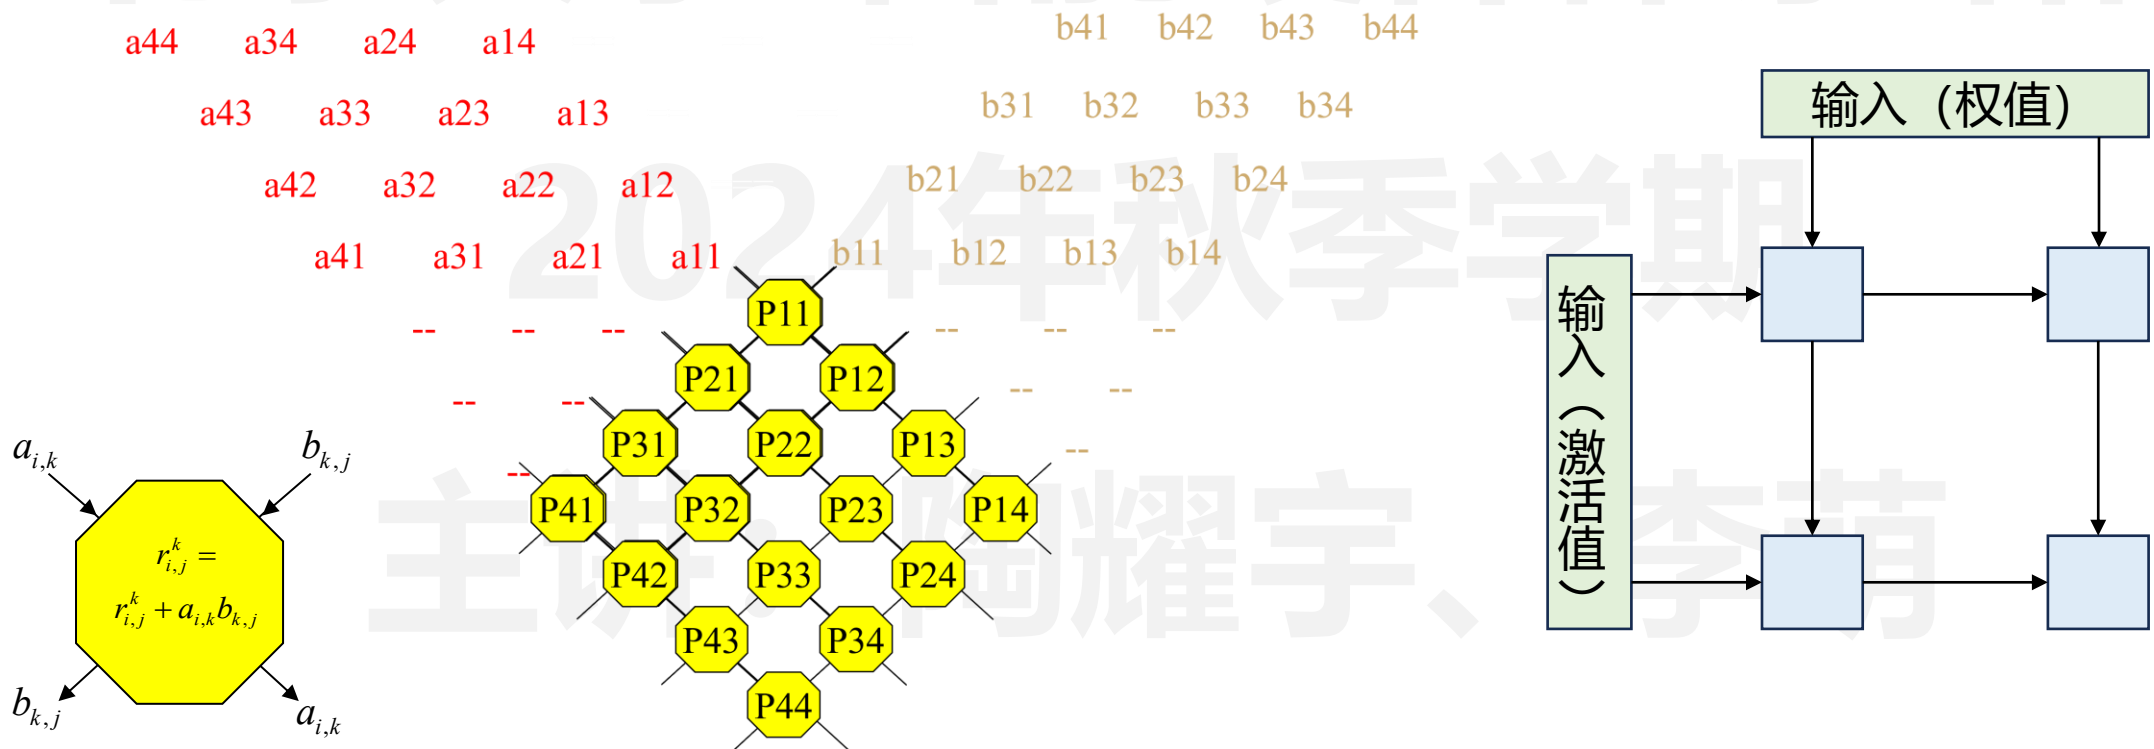 a44 a34 a24 a14 b41 b42 b43 b44
a43 a33 a23 a13 b31 b32 b33 b34
a42 a32 a22 a12 b21 b22 b23 b24
a41 a31 a21 a11 b11 b12 b13 b14
-- -- -- -- -- --
-- -- -- --
-- --
P11
P21 P12
P31 P22 P13
P41 P32 P23 P14
P42 P33 P24
P43 P34
P44
a_{i,k} b_{k,j}
r_{i,j}^{k} =
r_{i,j}^{k} + a_{i,k}b_{k,j}
b_{k,j} a_{i,k}
输入（权值）
输入（激活值）
2024年秋季学期
主讲：陶耀宇、李萌